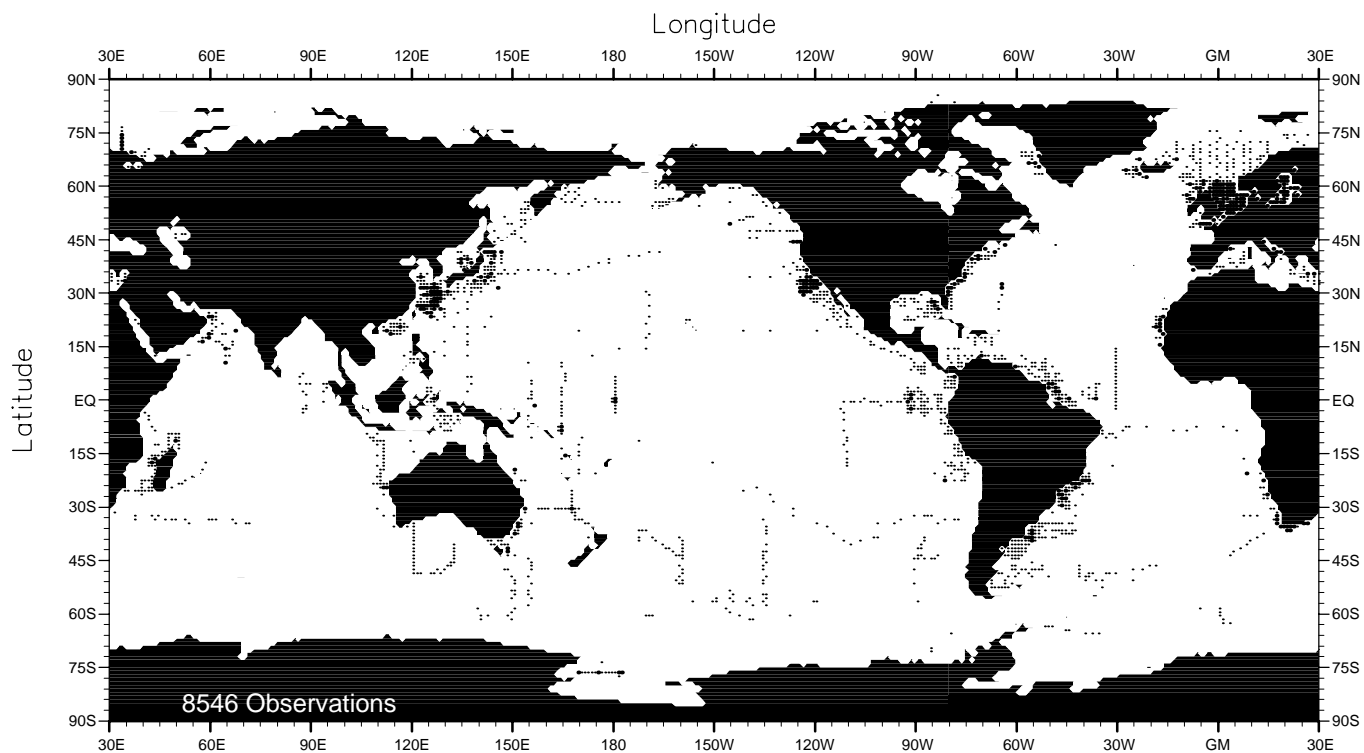 Longitude
30E 60E 90E 120E 150E 180 150W 120W 90W 60W 30W GM 30E
90N 90N
75N 75N
60N 60N
45N 45N
30N 30N
15N 15N
Latitude
EQ EQ
15S 15S
30S 30S
45S 45S
60S 60S
75S 75S
8546 Observations
90S 90S
30E 60E 90E 120E 150E 180 150W 120W 90W 60W 30W GM 30E